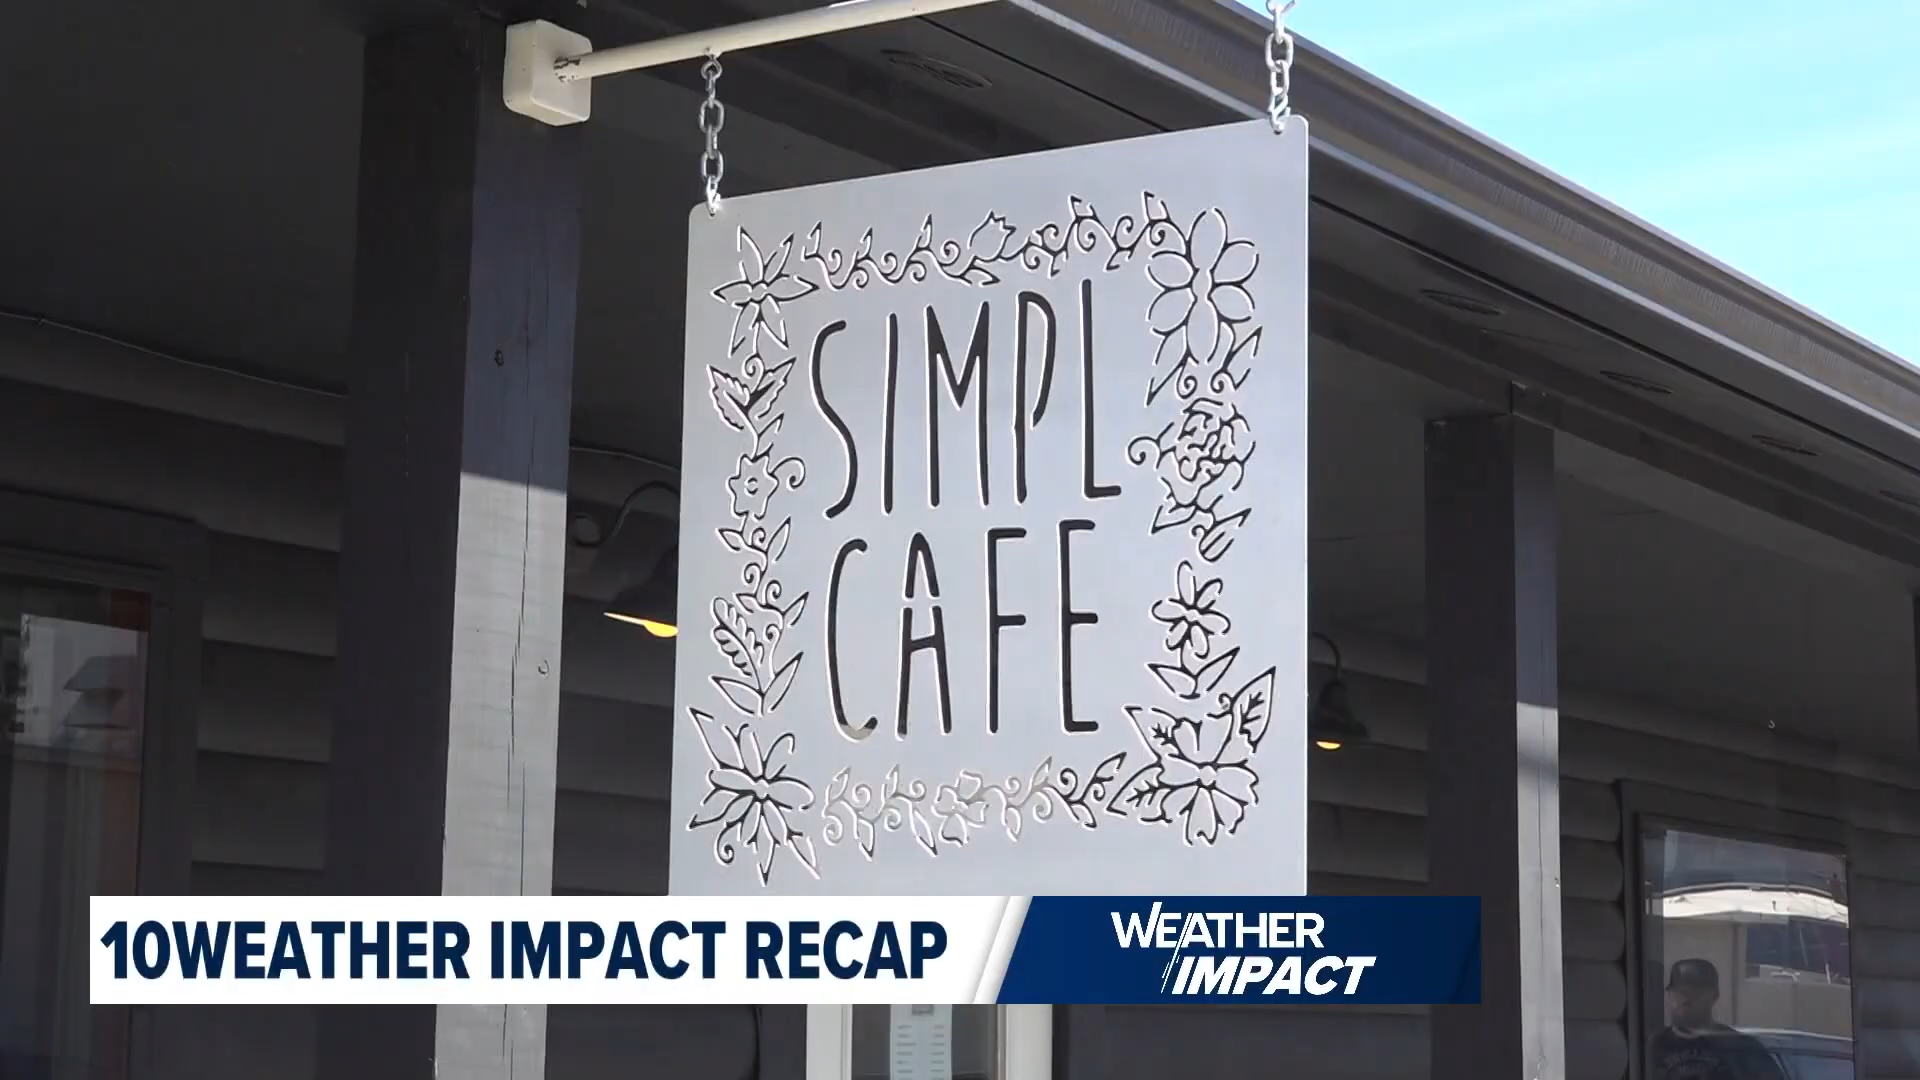 SIMPL
CAFE
10WEATHER IMPACT RECAP
WEATHER
IMPACT